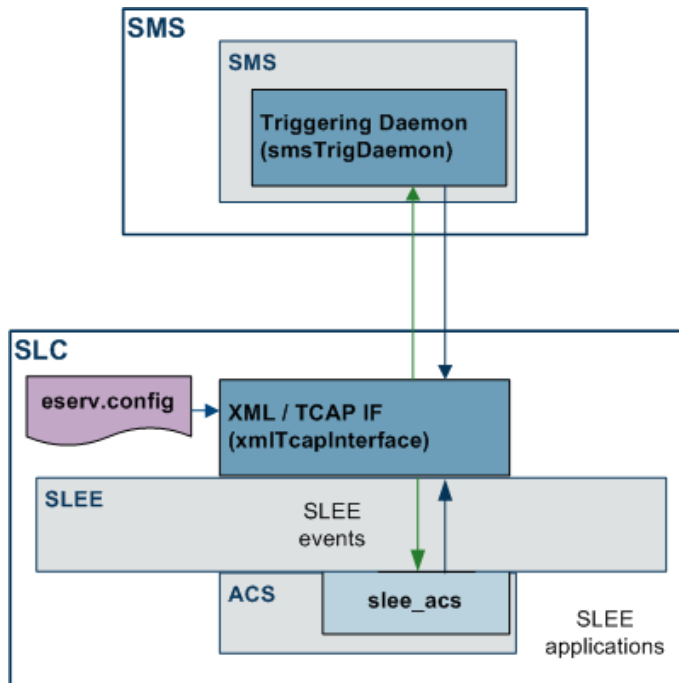 SMS
SMS
Triggering Daemon
(smsTrigDaemon)
SLC
eserv.config
XML / TCAP IF
(xmlTcapInterface)
SLEE
SLEE
events
ACS
slee_acs
SLEE
applications